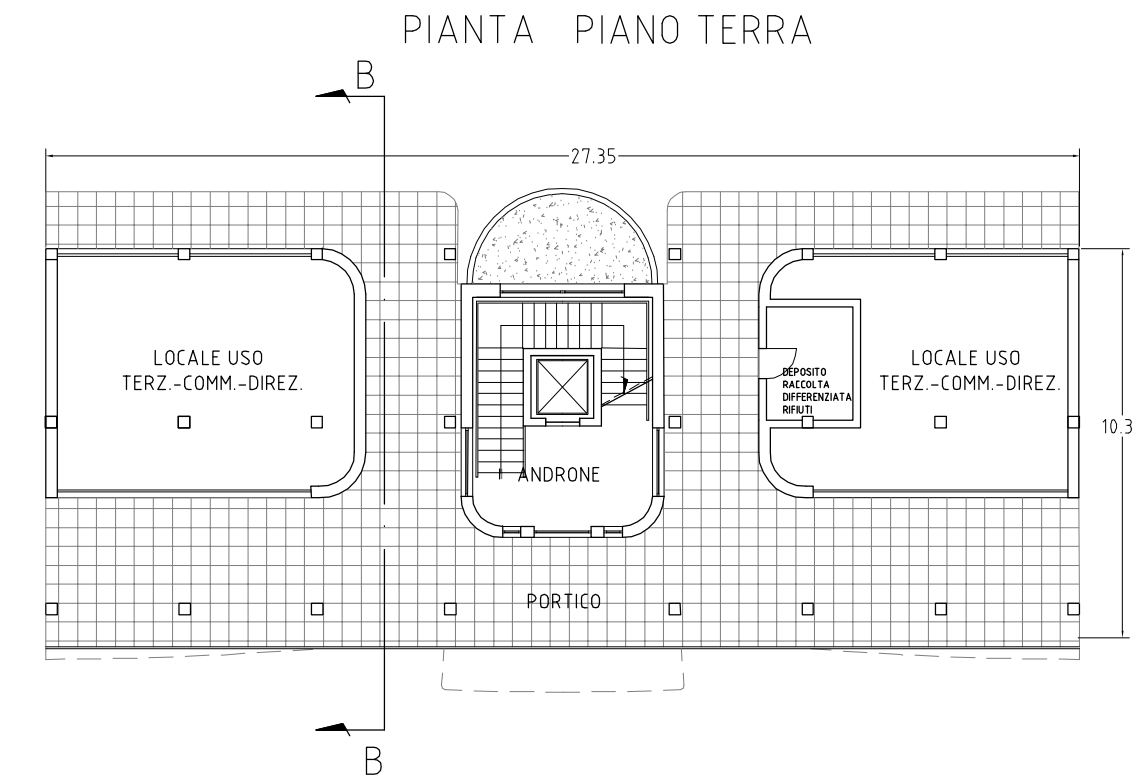 PIANTA PIANO TERRA
B
27.35
LOCALE USO
TERZ.-COMM.-DIREZ.
DEPOSITO
RACCOLTA
DIFFERENZIATA
RIFIUTI
LOCALE USO
TERZ.-COMM.-DIREZ.
10.3
ANDRONE
PORTICO
B